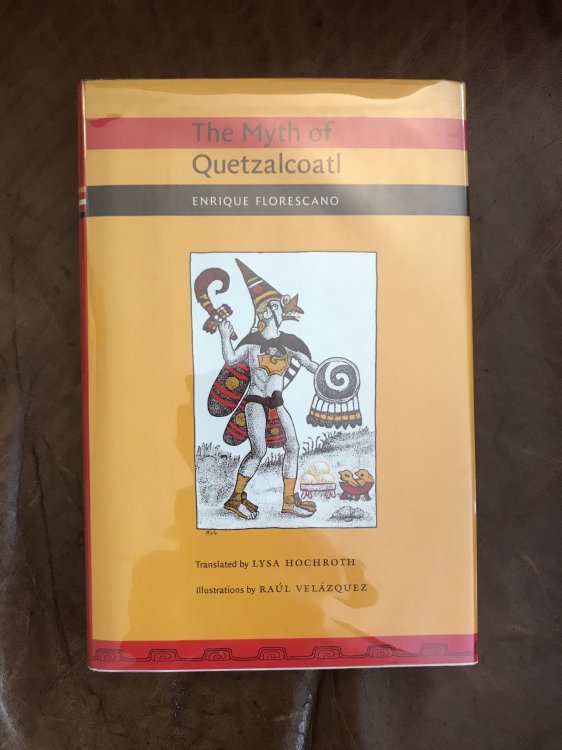 The Myth of
Quetzalcoatl
ENRIQUE FLORESCANO
Translated by LYSA HOCHROTH
Illustrations by RAÚL VELÁZQUEZ